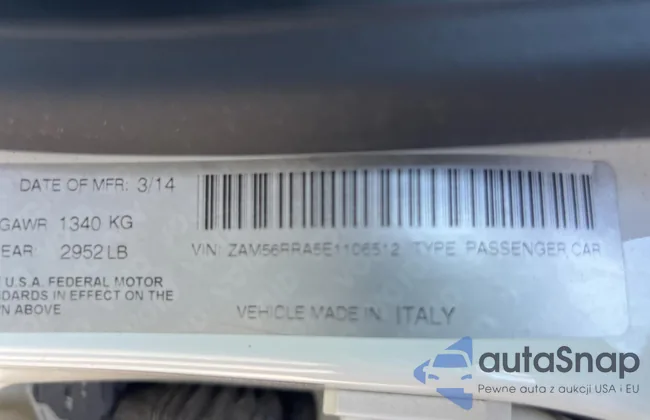 DATE OF MFR: 3/14
GAWR 1340 KG
EAR 2952 LB
U.S.A. FEDERAL MOTOR
DARDS IN EFFECT ON THE
WN ABOVE
VIN: ZAM56RRA5E1106512 TYPE: PASSENGER CAR
VEHICLE MADE IN: ITALY
autaSnap
Pewne auta z aukcji USA i EU